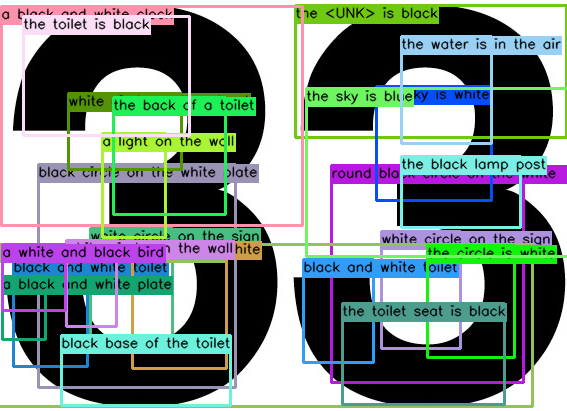 a black and white clock
the <UNK> is black
the toilet is black
the water is in the air
white
the back of a toilet
the sky is blue
sky is white
a light on the wall
the black lamp post
black circle on the white plate
round black circle on the white
white circle on the sign
white circle on the sign
a white and black bird
on the wall
white
the circle is white
black and white toilet
black and white toilet
a black and white plate
the toilet seat is black
black base of the toilet
33